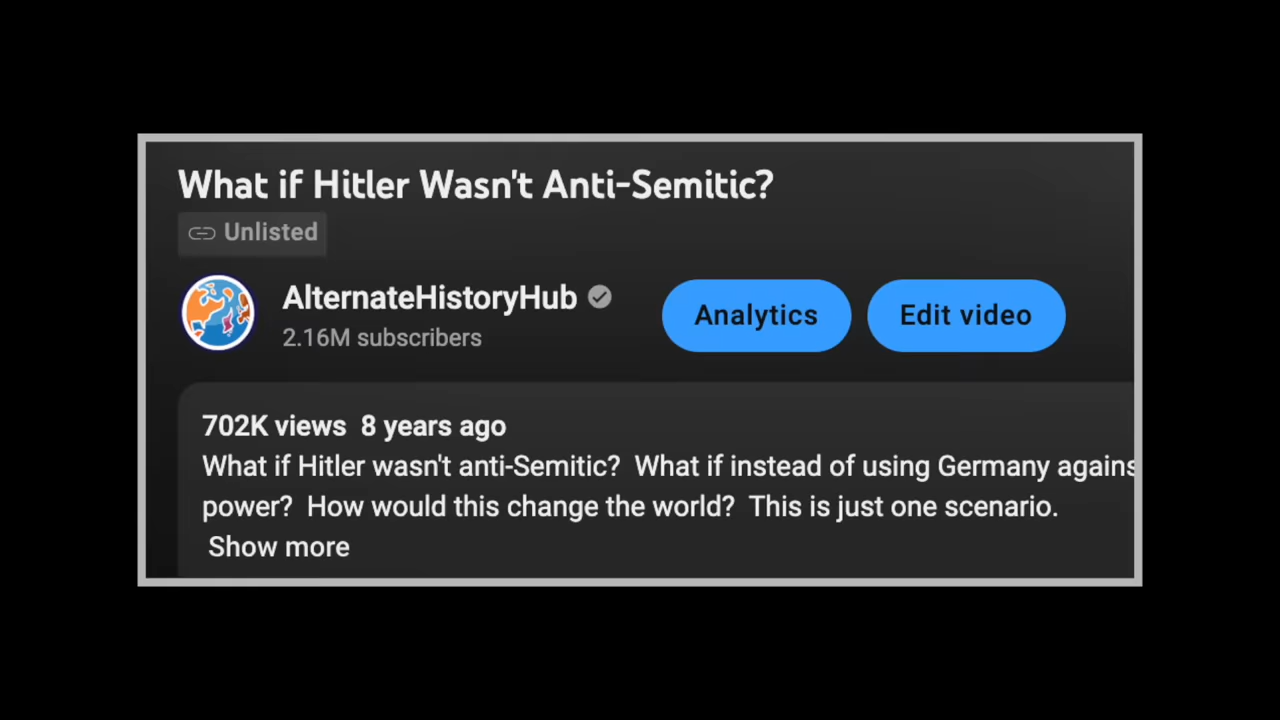 What if Hitler Wasn't Anti-Semitic?
Unlisted
AlternateHistoryHub
2.16M subscribers
Analytics
Edit video
702K views 8 years ago
What if Hitler wasn't anti-Semitic? What if instead of using Germany agains
power? How would this change the world? This is just one scenario.
Show more